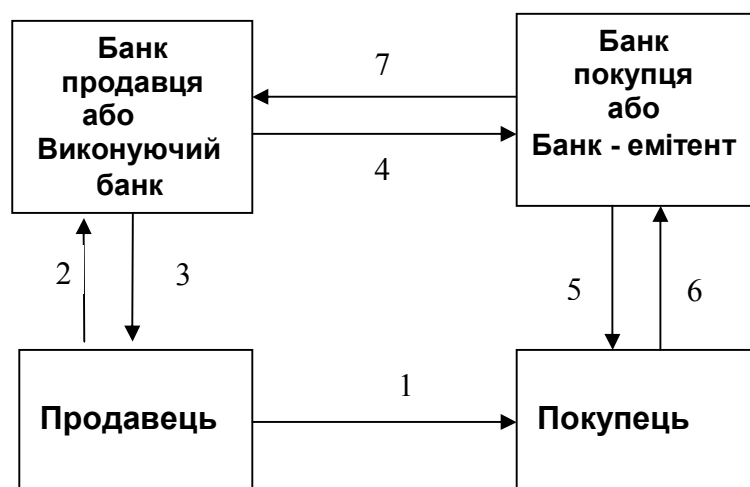 Банк
продавця
або
Виконуючий
банк
7
4
Банк
покупця
або
Банк - емітент
2
3
5
6
Продавець
1
Покупець